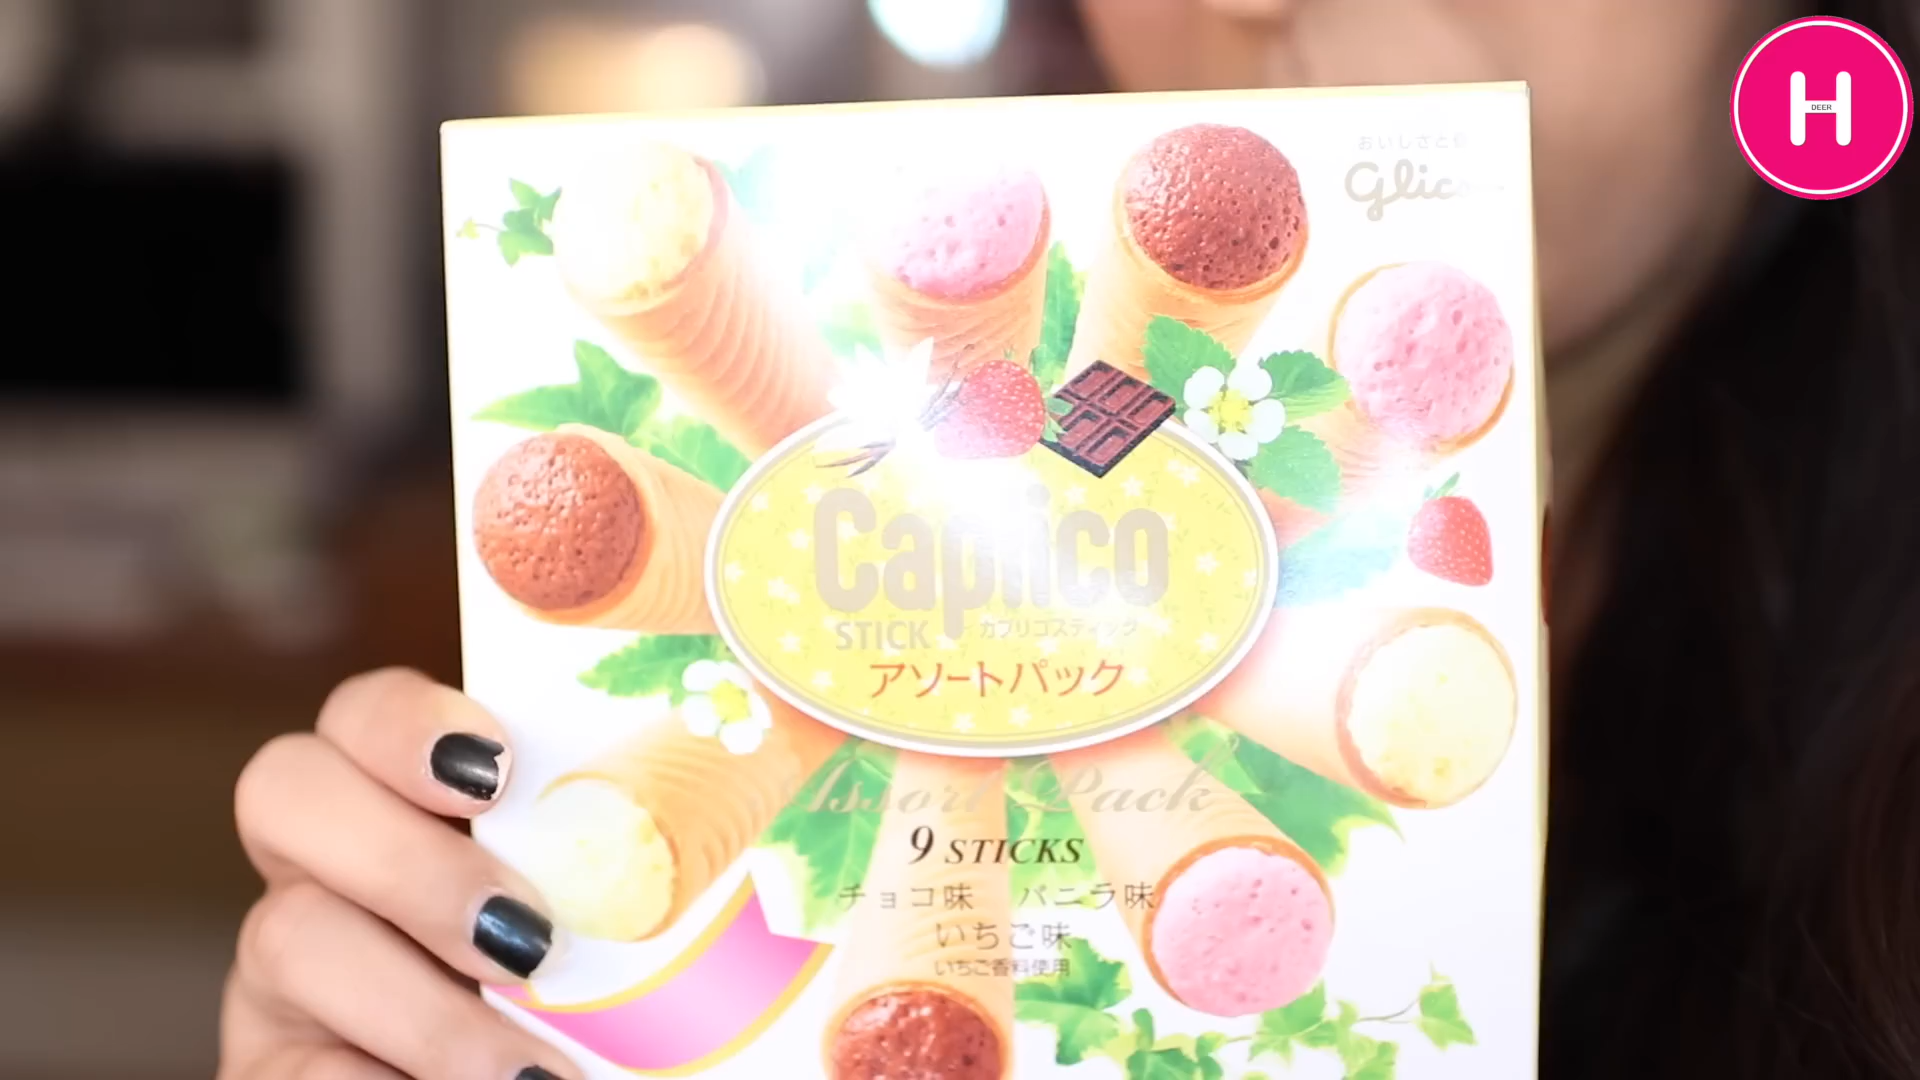 H
DEER
おいしさと
Glico
Caplico
STICK カプリコスティック
アソートパック
Assort Pack
9 STICKS
チョコ味 バニラ味
いちご味
いちご香料使用